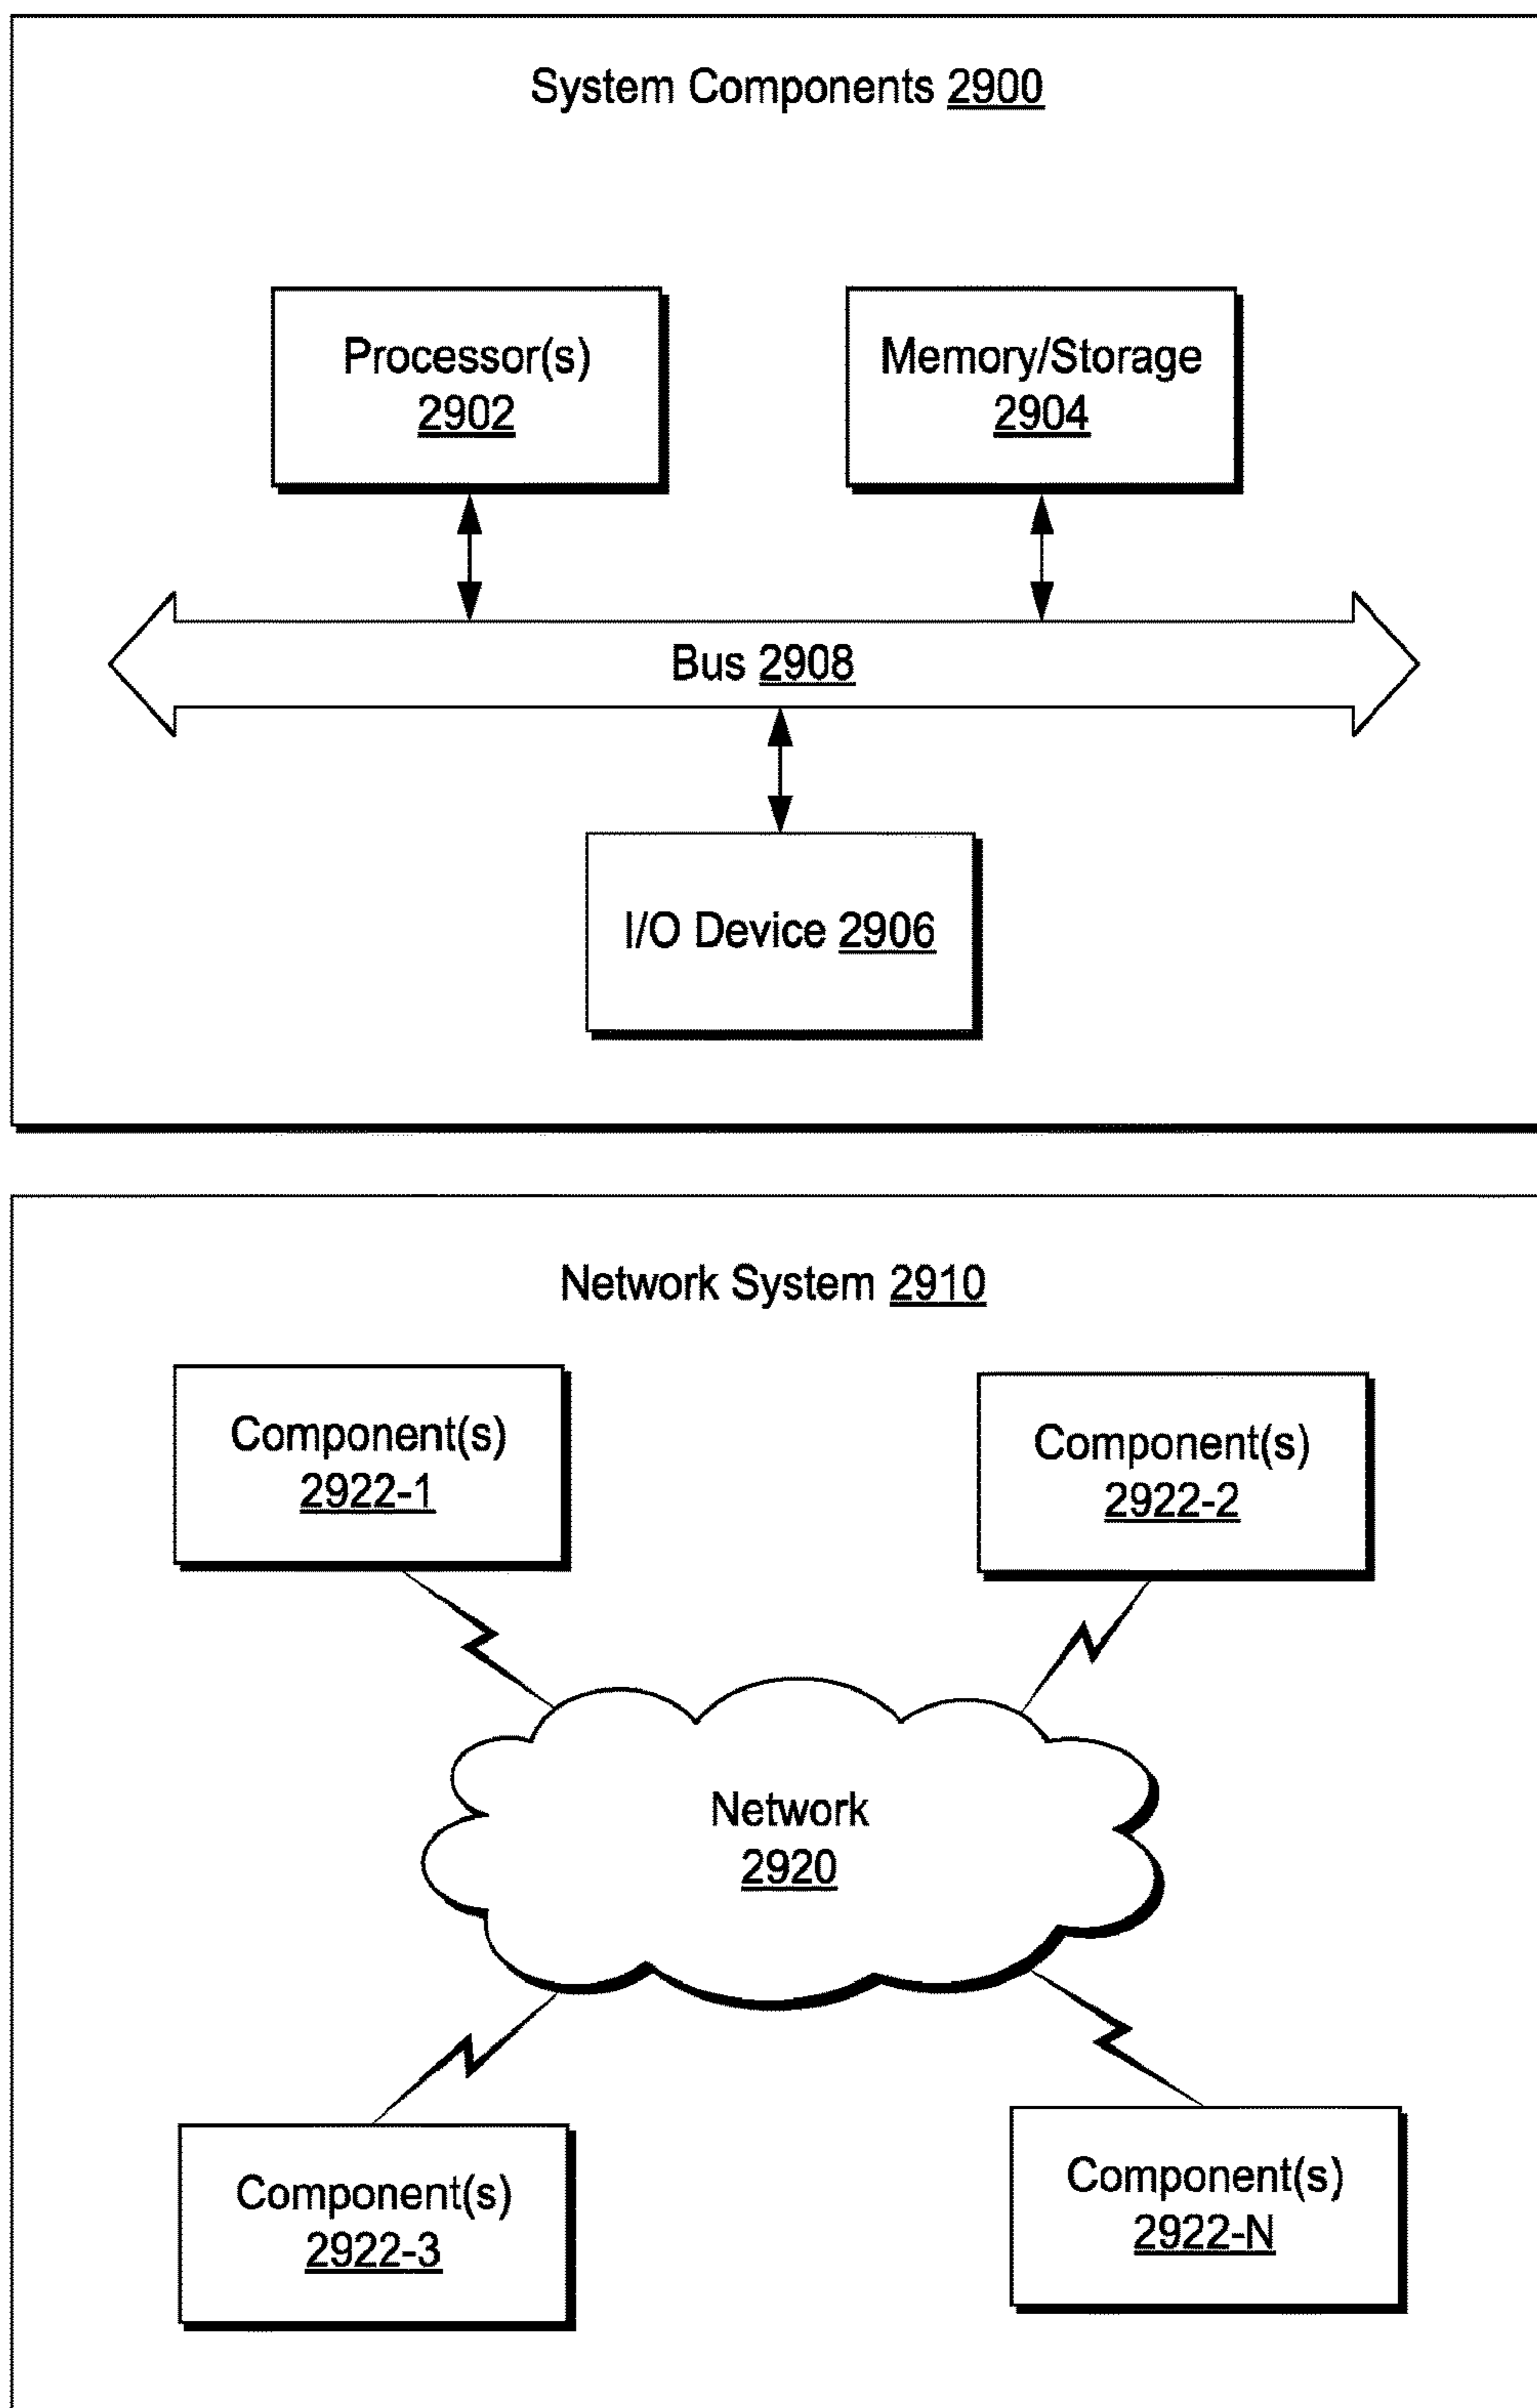 System Components 2900
Processor(s)
2902
Memory/Storage
2904
Bus 2908
I/O Device 2906
Network System 2910
Component(s)
2922-1
Component(s)
2922-2
Network
2920
Component(s)
2922-3
Component(s)
2922-N